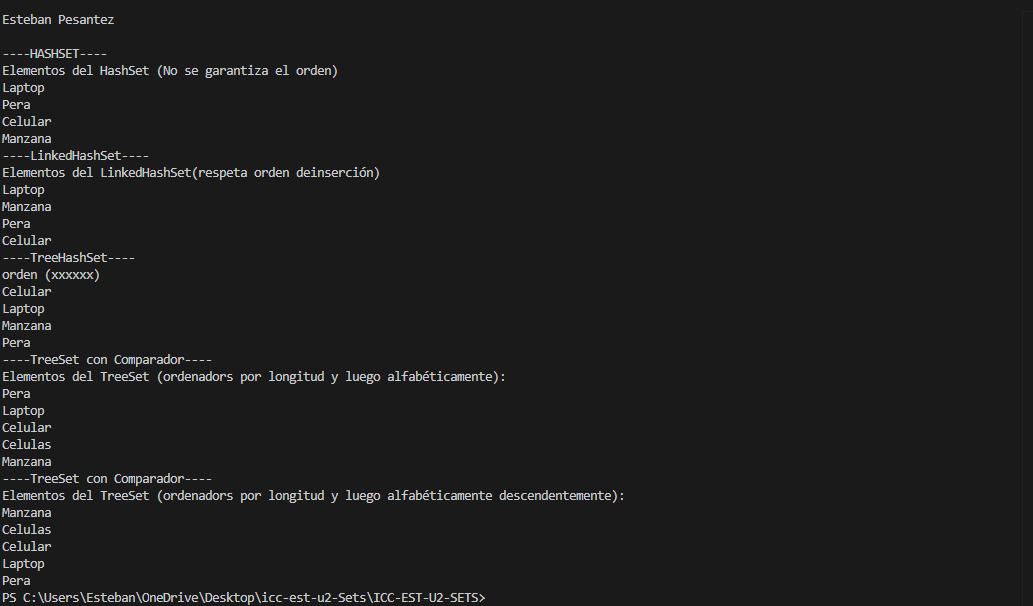 Esteban Pesantez
----HASHSET----
Elementos del HashSet (No se garantiza el orden)
Laptop
Pera
Celular
Manzana
----LinkedHashSet----
Elementos del LinkedHashSet(respeta orden deinserción)
Laptop
Manzana
Pera
Celular
----TreeHashSet----
orden (xxxxxx)
Celular
Laptop
Manzana
Pera
----TreeSet con Comparador----
Elementos del TreeSet (ordenadors por longitud y luego alfabéticamente):
Pera
Laptop
Celular
Celulas
Manzana
----TreeSet con Comparador----
Elementos del TreeSet (ordenadors por longitud y luego alfabéticamente descendentemente):
Manzana
Celulas
Celular
Laptop
Pera
PS C:\Users\Esteban\OneDrive\Desktop\icc-est-u2-Sets\ICC-EST-U2-SETS>